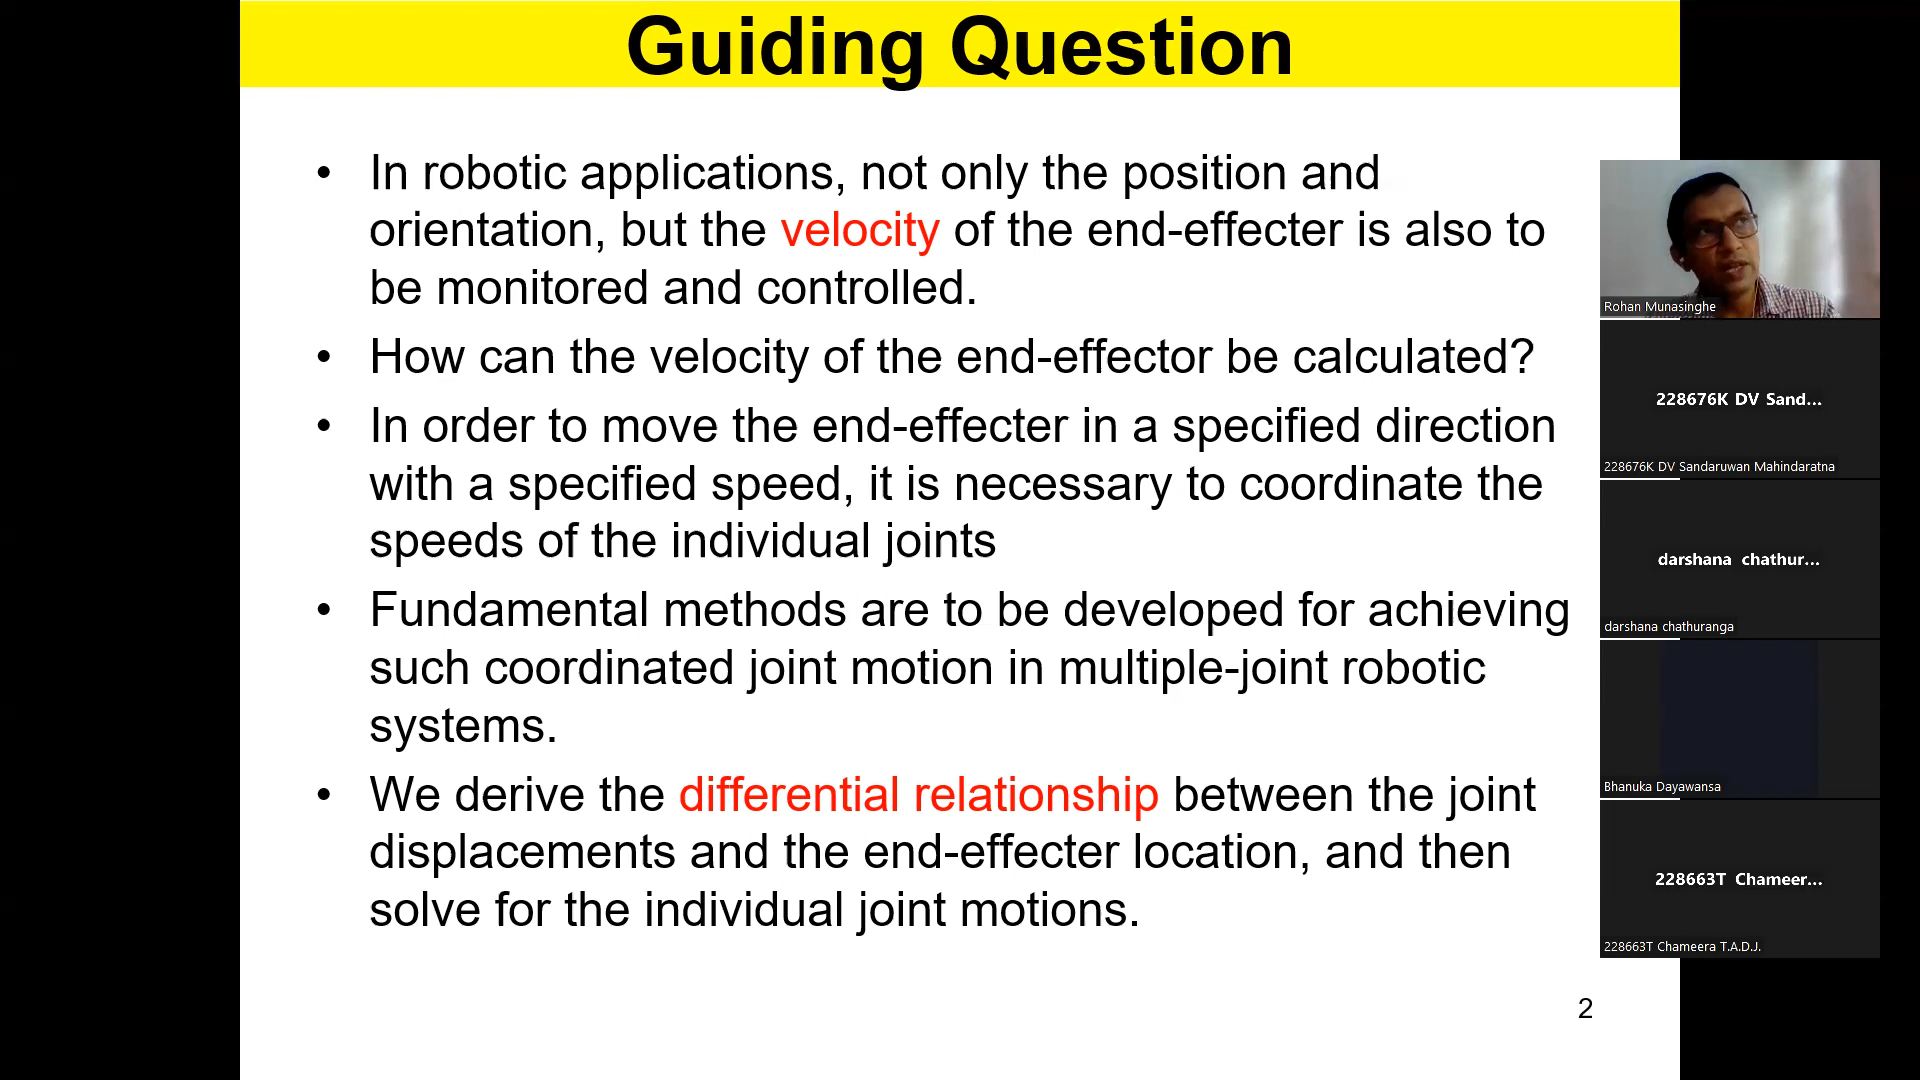 Guiding Question
• In robotic applications, not only the position and
orientation, but the velocity of the end-effecter is also to
be monitored and controlled.
• How can the velocity of the end-effector be calculated?
• In order to move the end-effecter in a specified direction
with a specified speed, it is necessary to coordinate the
speeds of the individual joints
• Fundamental methods are to be developed for achieving
such coordinated joint motion in multiple-joint robotic
systems.
• We derive the differential relationship between the joint
displacements and the end-effecter location, and then
solve for the individual joint motions.
2
Rohan Munasinghe
228676K DV Sand...
228676K DV Sandaruwan Mahindaratna
darshana chathur...
darshana chathuranga
Bhanuka Dayawansa
228663T Chameer...
228663T Chameera T.A.D.J.